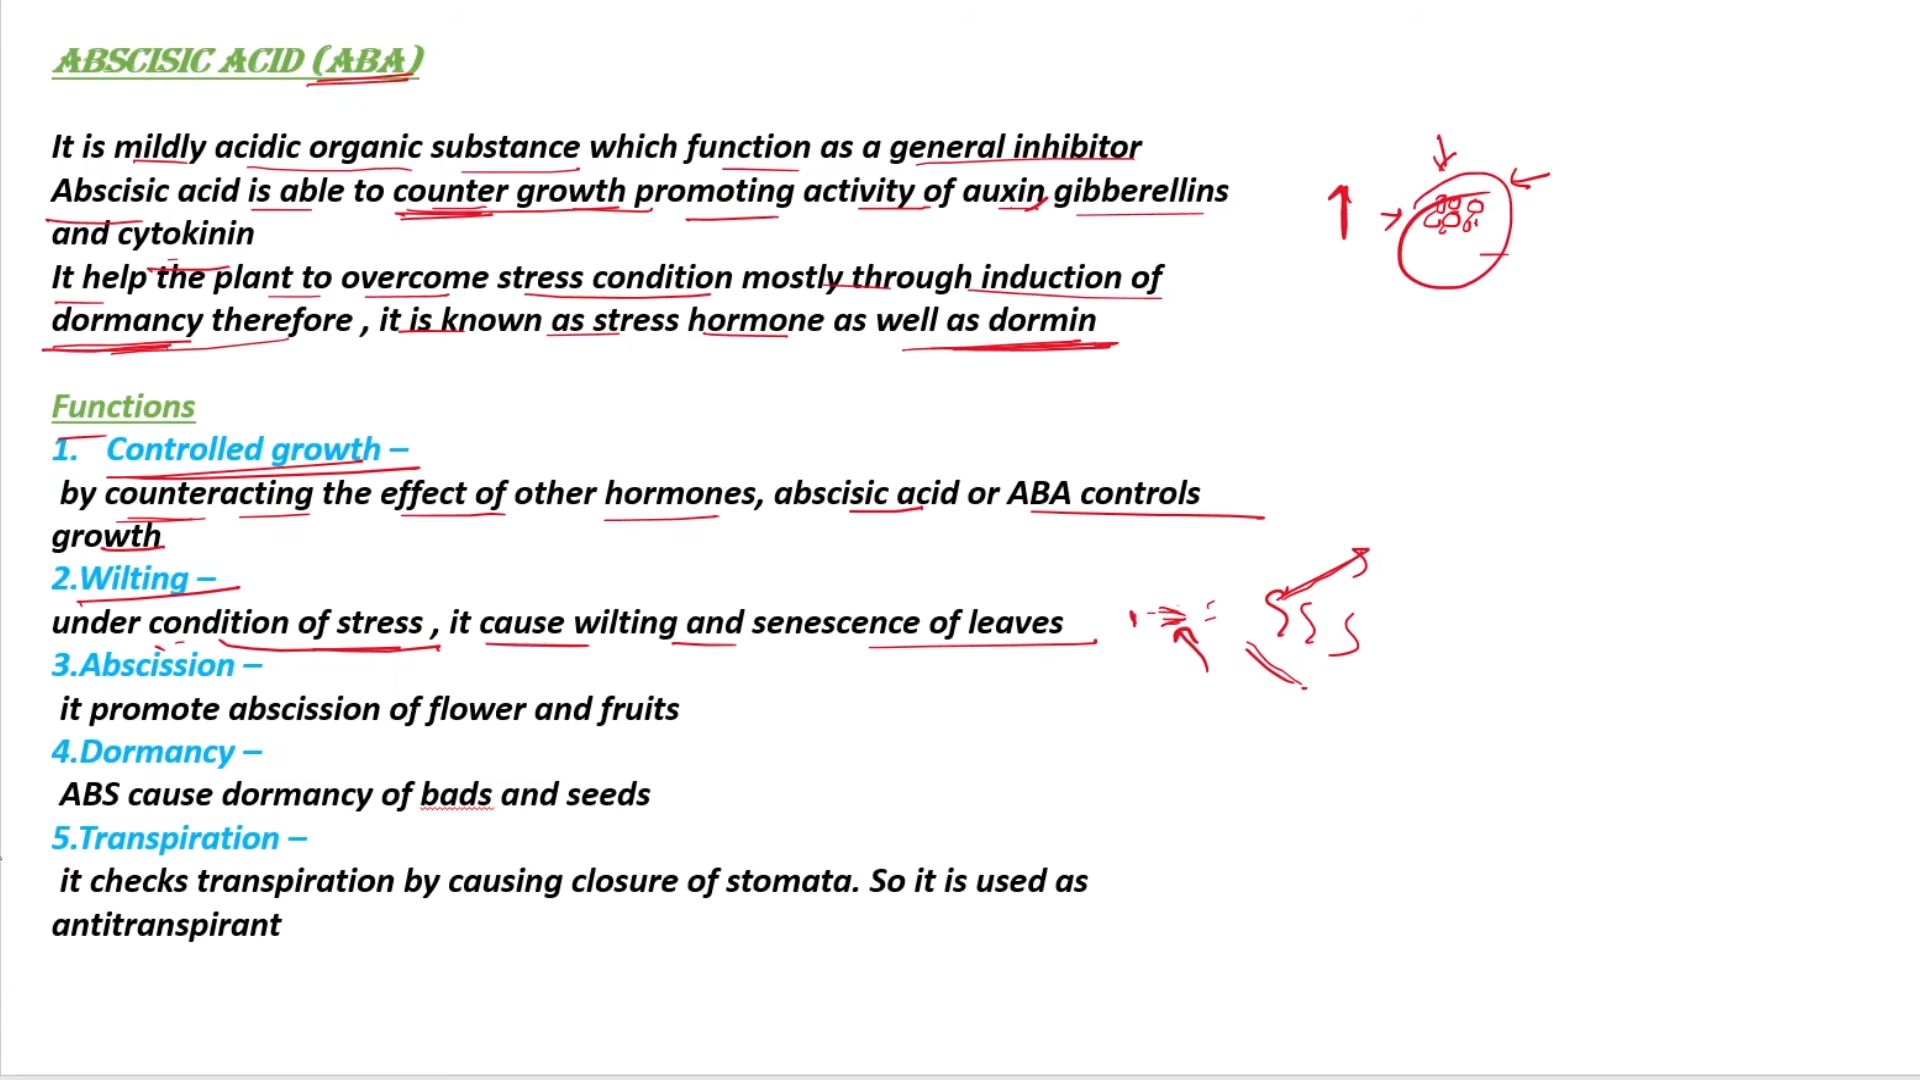 ABSCISIC ACID (ABA)
It is mildly acidic organic substance which function as a general inhibitor
Abscisic acid is able to counter growth promoting activity of auxin gibberellins
and cytokinin
It help the plant to overcome stress condition mostly through induction of
dormancy therefore , it is known as stress hormone as well as dormin
Functions
1. Controlled growth –
by counteracting the effect of other hormones, abscisic acid or ABA controls
growth
2.Wilting –
under condition of stress , it cause wilting and senescence of leaves
3.Abscission –
it promote abscission of flower and fruits
4.Dormancy –
ABS cause dormancy of bads and seeds
5.Transpiration –
it checks transpiration by causing closure of stomata. So it is used as
antitranspirant